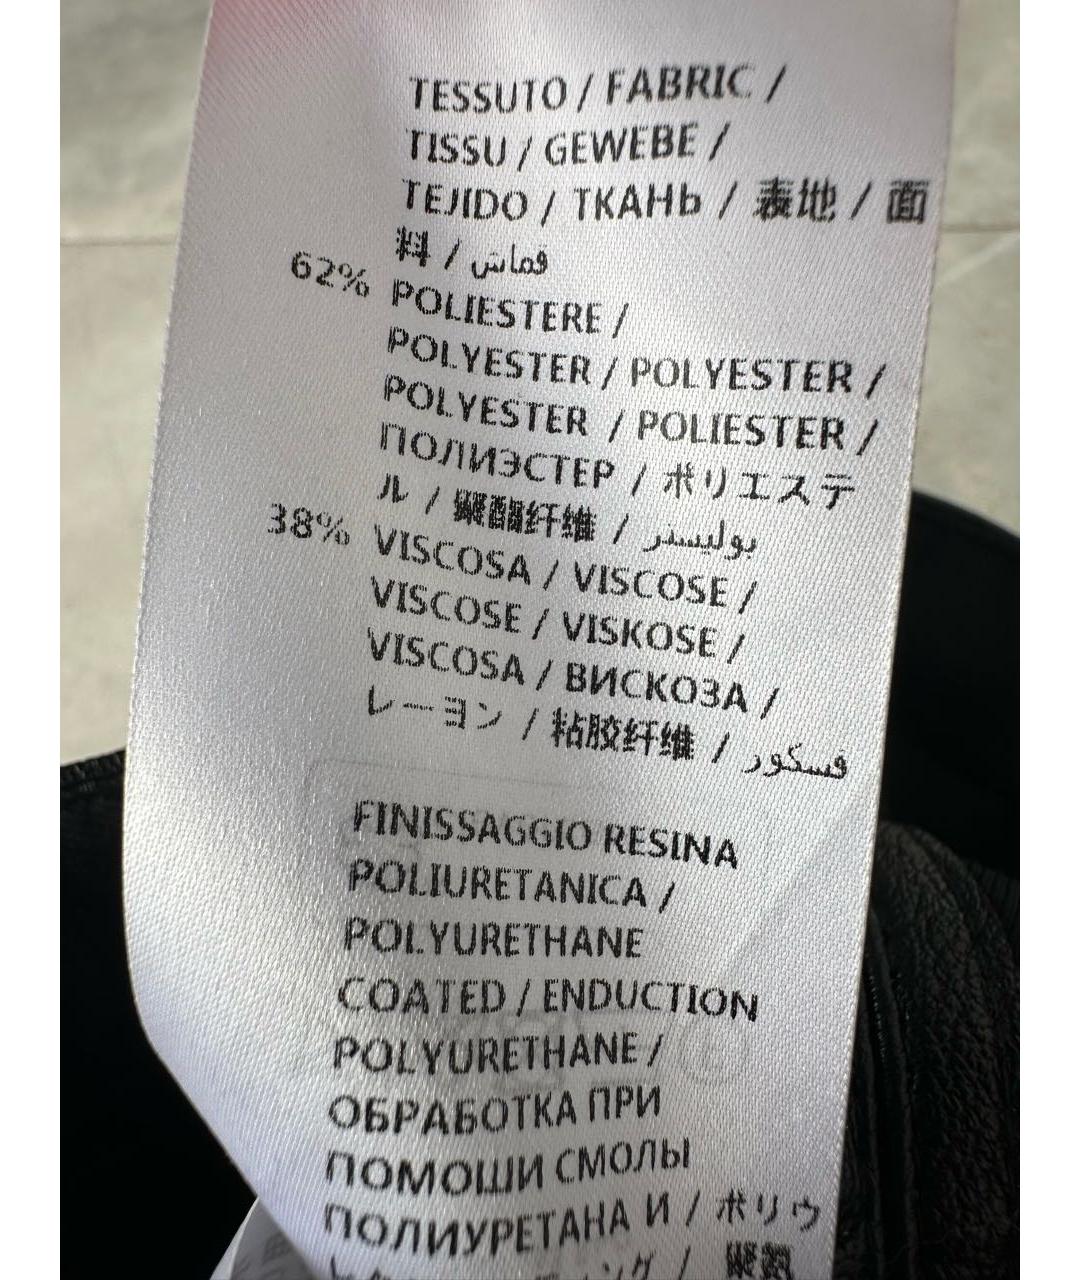 TESSUTO / FABRIC /
TISSU / GEWEBE /
TEJIDO / ТКАНЬ / 表地 / 面
料 / قماش
62% POLIESTERE /
POLYESTER / POLYESTER /
POLYESTER / POLIESTER /
ПОЛИЭСТЕР / ポリエステ
ル / 聚酯纤维 / بوليستر
38% VISCOSA / VISCOSE /
VISCOSE / VISKOSE /
VISCOSA / ВИСКОЗА /
レーヨン / 粘胶纤维 / فسكور
FINISSAGGIO RESINA
POLIURETANICA /
POLYURETHANE
COATED / ENDUCTION
POLYURETHANE /
ОБРАБОТКА ПРИ
ПОМОШИ СМОЛЫ
ПОЛИУРЕТАНА И / ポリウ